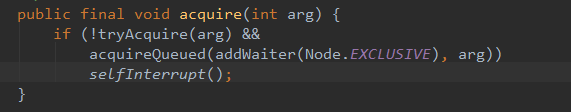 public final void acquire(int arg) {
    if (!tryAcquire(arg) &&
        acquireQueued(addWaiter(Node.EXCLUSIVE), arg))
        selfInterrupt();
}